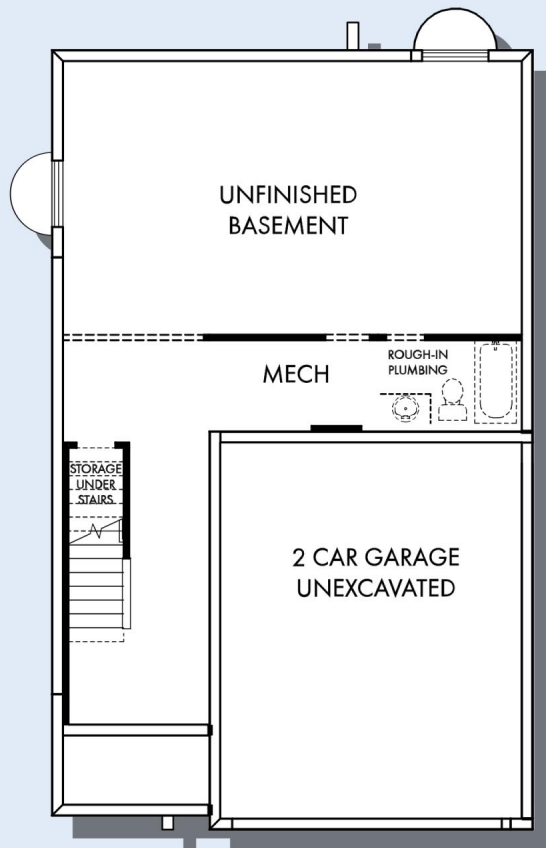 UNFINISHED
BASEMENT
MECH
ROUGH-IN
PLUMBING
STORAGE
UNDER
STAIRS
2 CAR GARAGE
UNEXCAVATED